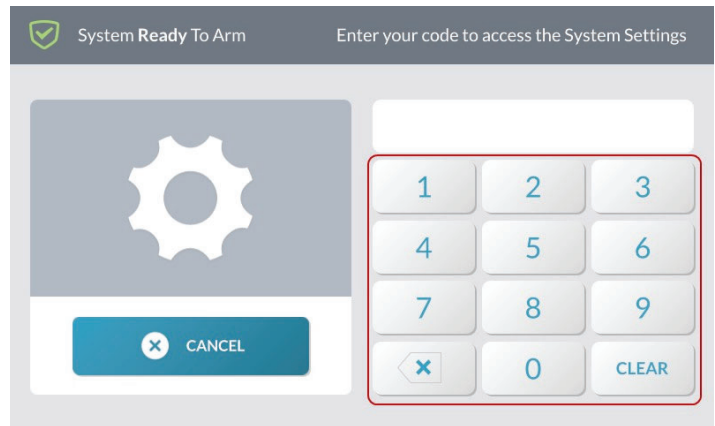 System Ready To Arm
Enter your code to access the System Settings
1 2 3
4 5 6
7 8 9
0 CLEAR
CANCEL